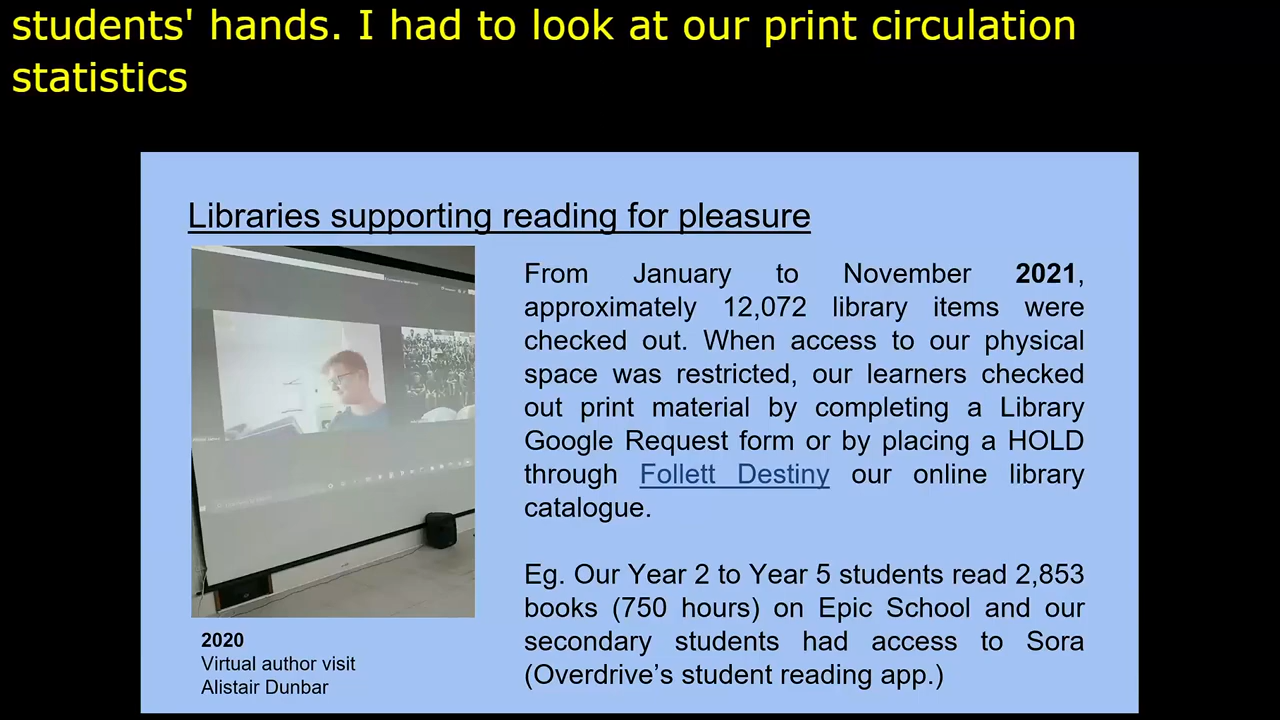 students' hands. I had to look at our print circulation
statistics
Libraries supporting reading for pleasure
From January to November 2021,
approximately 12,072 library items were
checked out. When access to our physical
space was restricted, our learners checked
out print material by completing a Library
Google Request form or by placing a HOLD
through Follett Destiny our online library
catalogue.
Eg. Our Year 2 to Year 5 students read 2,853
books (750 hours) on Epic School and our
secondary students had access to Sora
(Overdrive’s student reading app.)
2020
Virtual author visit
Alistair Dunbar